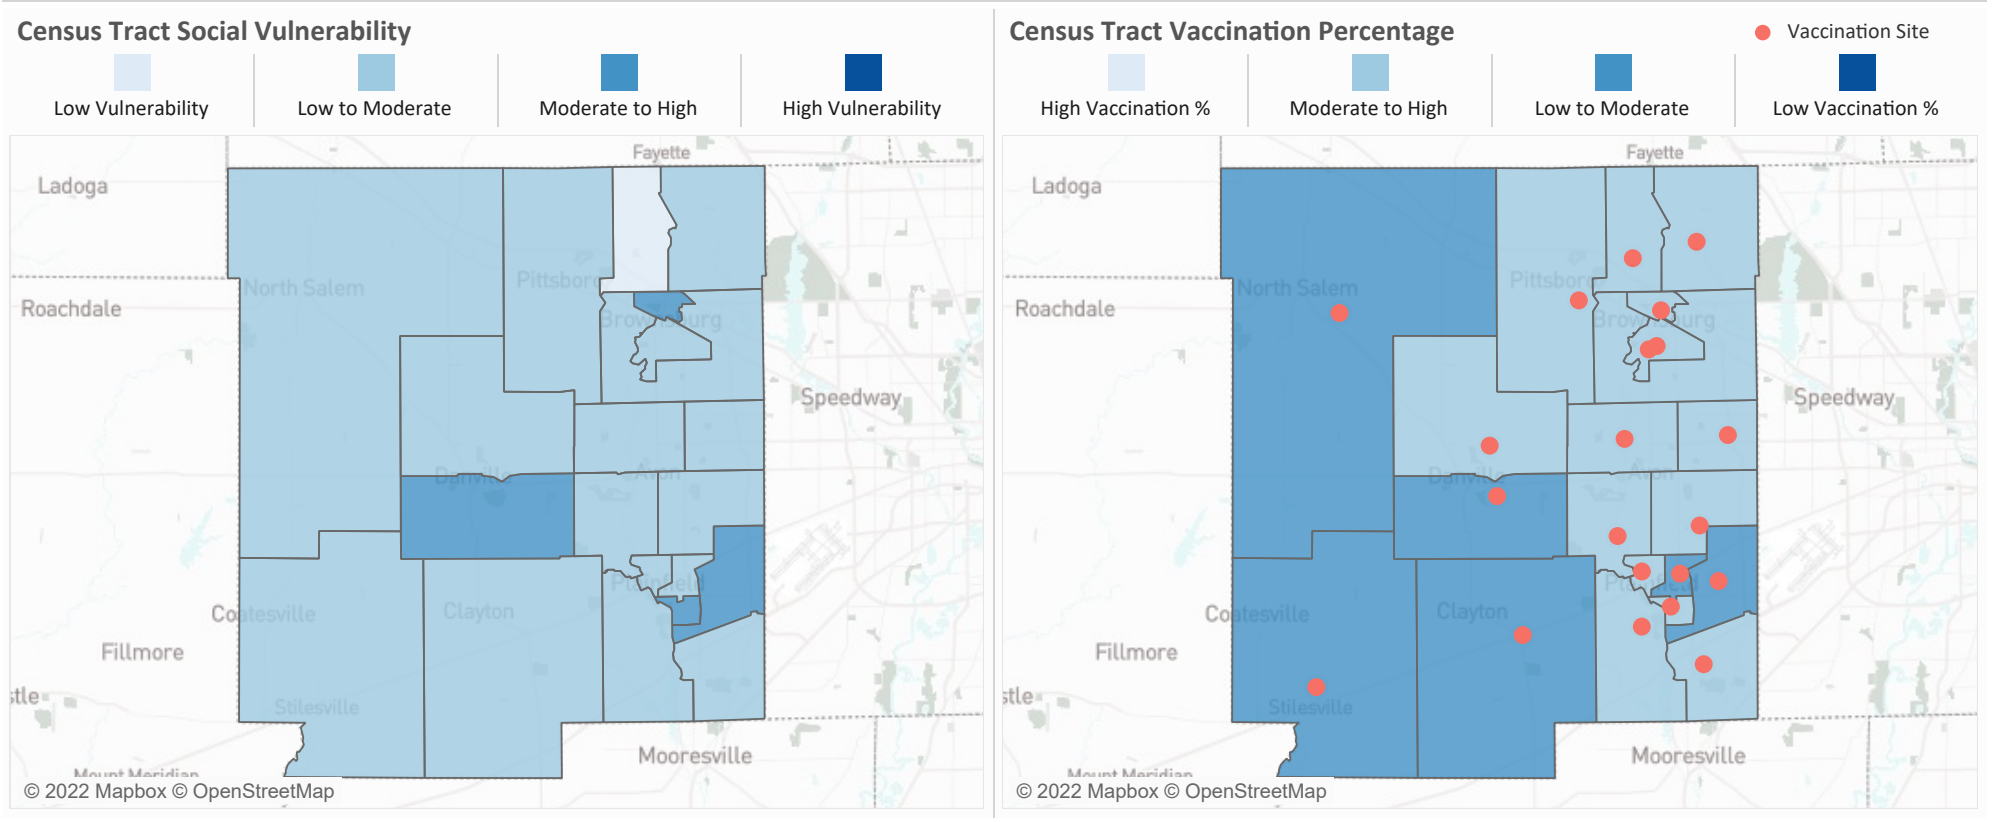 Census Tract Social Vulnerability
Low Vulnerability
Low to Moderate
Moderate to High
High Vulnerability
Fayette
Ladoga
North Salem
Pittsboro
Roachdale
Brownsburg
Speedway
Danville
Avon
Plainfield
Coatesville
Clayton
Fillmore
stle
Stilesville
Mooresville
Mount Meridian
© 2022 Mapbox © OpenStreetMap
Census Tract Vaccination Percentage
Vaccination Site
High Vaccination %
Moderate to High
Low to Moderate
Low Vaccination %
Fayette
Ladoga
North Salem
Pittsboro
Roachdale
Brownsburg
Speedway
Danville
Avon
Plainfield
Coatesville
Clayton
Fillmore
stle
Stilesville
Mooresville
Mount Meridian
© 2022 Mapbox © OpenStreetMap